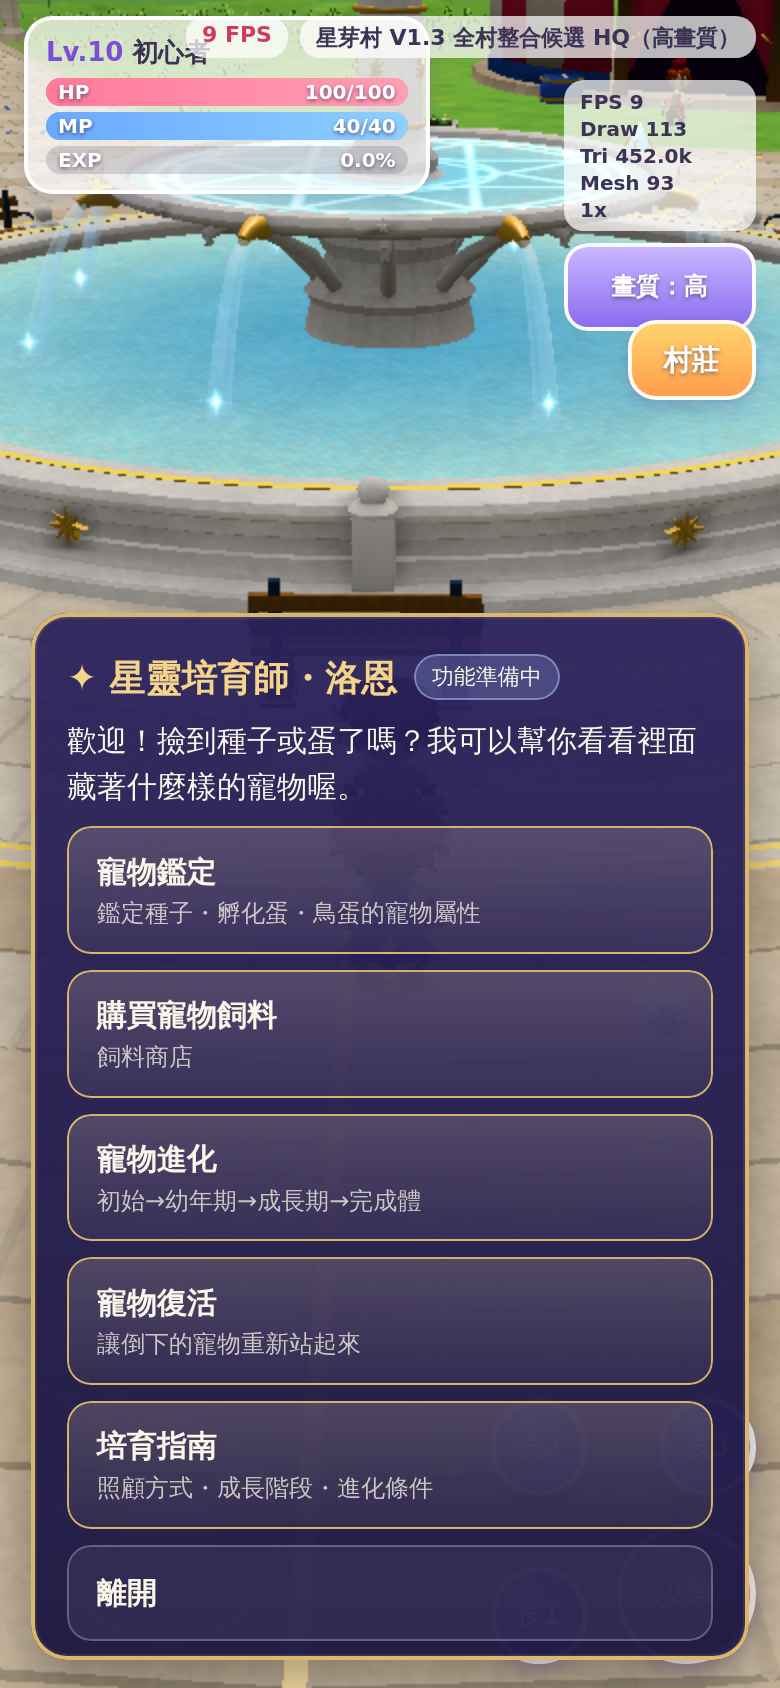 Lv.10 初心者
9 FPS
星芽村 V1.3 全村整合候選 HQ（高畫質）
HP 100/100
MP 40/40
EXP 0.0%
FPS 9
Draw 113
Tri 452.0k
Mesh 93
1x
畫質：高
村莊
✦ 星靈培育師・洛恩 功能準備中
歡迎！撿到種子或蛋了嗎？我可以幫你看看裡面
藏著什麼樣的寵物喔。
寵物鑑定
鑑定種子・孵化蛋・鳥蛋的寵物屬性
購買寵物飼料
飼料商店
寵物進化
初始→幼年期→成長期→完成體
寵物復活
讓倒下的寵物重新站起來
培育指南
照顧方式・成長階段・進化條件
技2
技3
離開
技1
攻擊